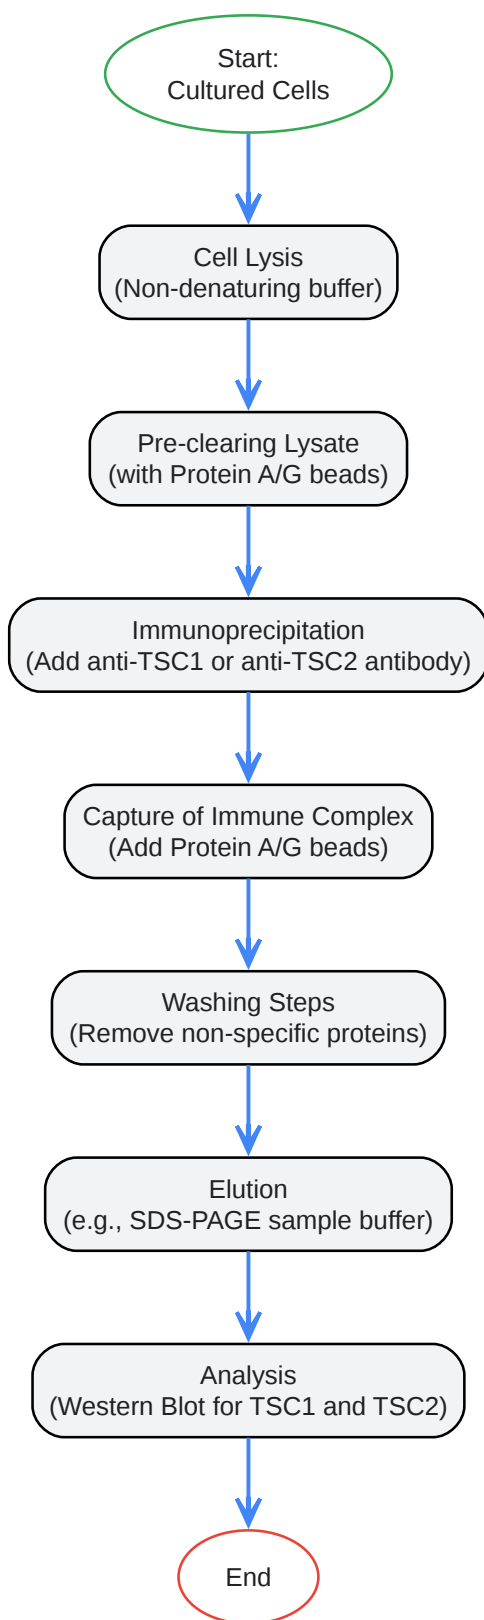 Start:
Cultured Cells
Cell Lysis
(Non-denaturing buffer)
Pre-clearing Lysate
(with Protein A/G beads)
Immunoprecipitation
(Add anti-TSC1 or anti-TSC2 antibody)
Capture of Immune Complex
(Add Protein A/G beads)
Washing Steps
(Remove non-specific proteins)
Elution
(e.g., SDS-PAGE sample buffer)
Analysis
(Western Blot for TSC1 and TSC2)
End